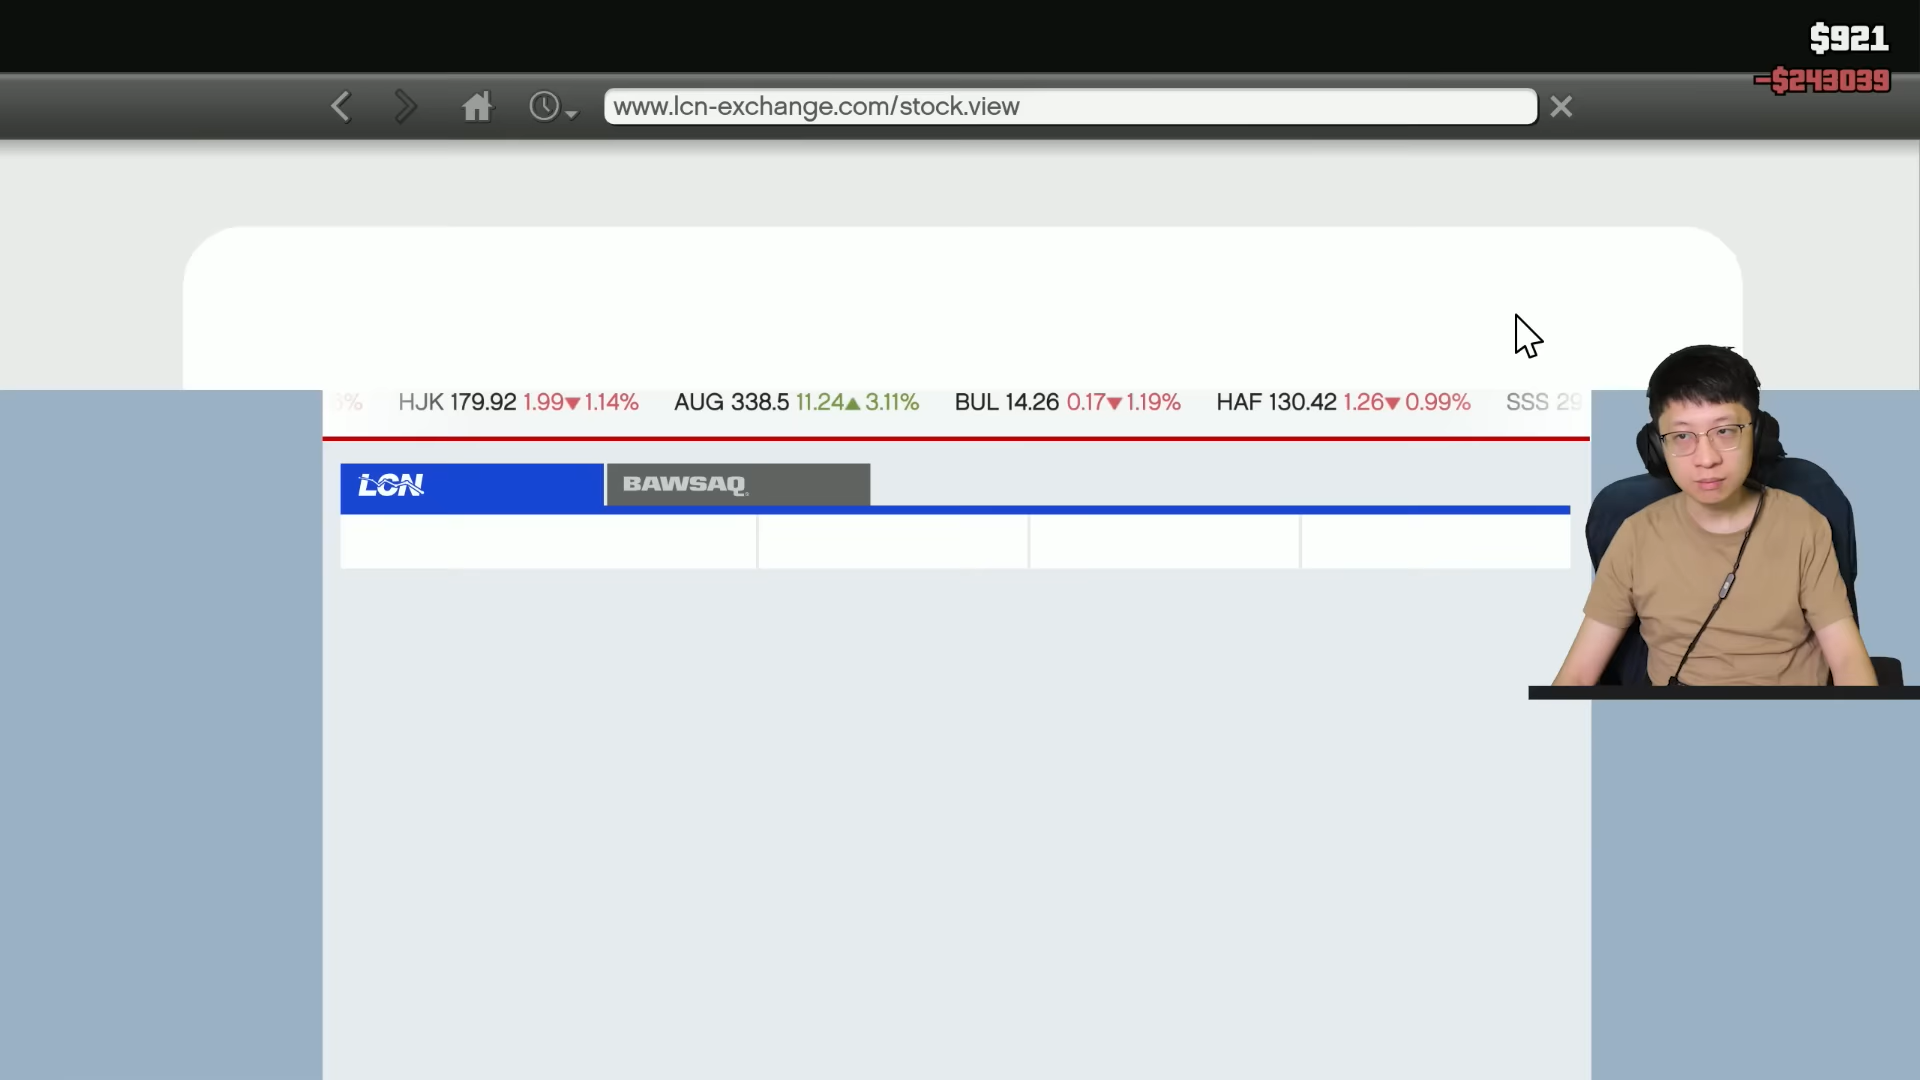 $921
-$243039
www.lcn-exchange.com/stock.view
% HJK 179.92 1.99▼1.14% AUG 338.5 11.24▲3.11% BUL 14.26 0.17▼1.19% HAF 130.42 1.26▼0.99% SSS 29
LCN BAWSAQ